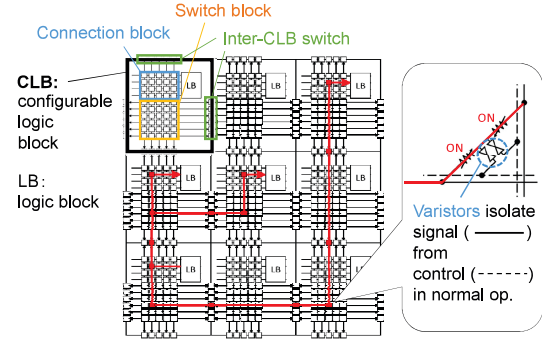 Switch block
Connection block
Inter-CLB switch
CLB:
configurable
logic
block
LB:
logic block
LB
LB
LB
LB
LB
LB
LB
LB
LB
ON
ON
Varistors isolate
signal ( —— )
from
control ( ----- )
in normal op.